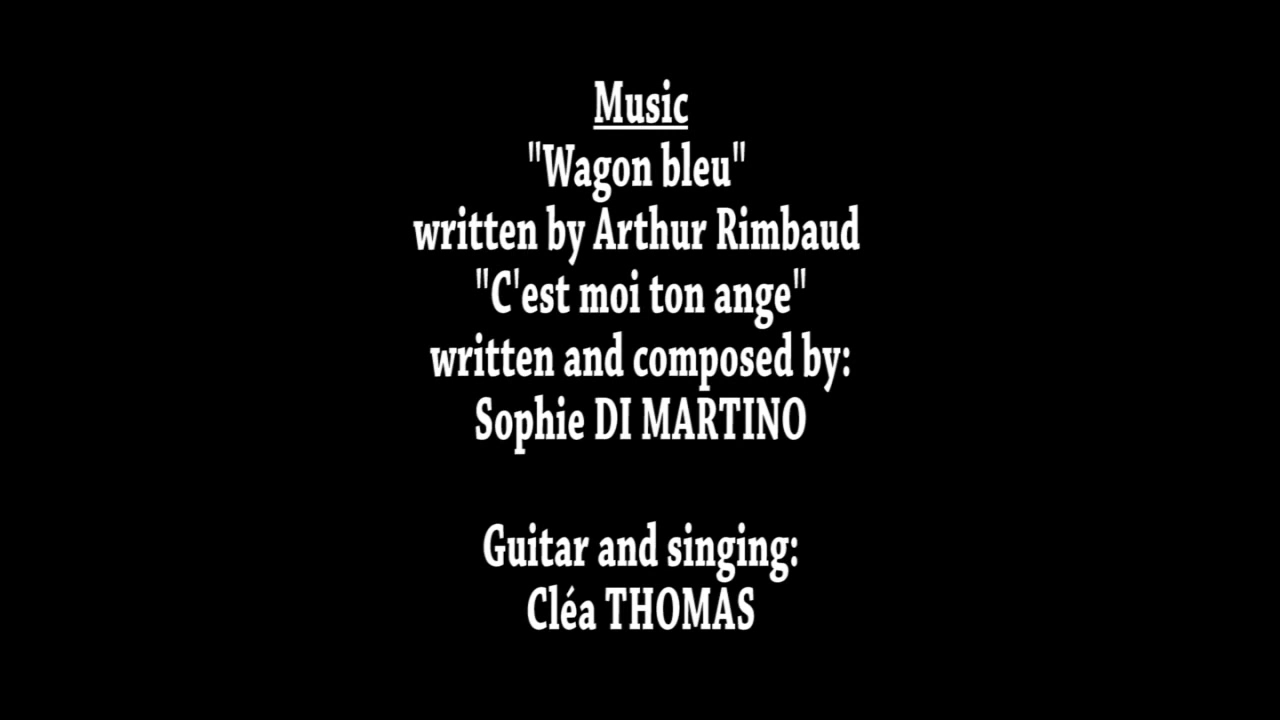 Music
"Wagon bleu"
written by Arthur Rimbaud
"C'est moi ton ange"
written and composed by:
Sophie DI MARTINO
Guitar and singing:
Cléa THOMAS